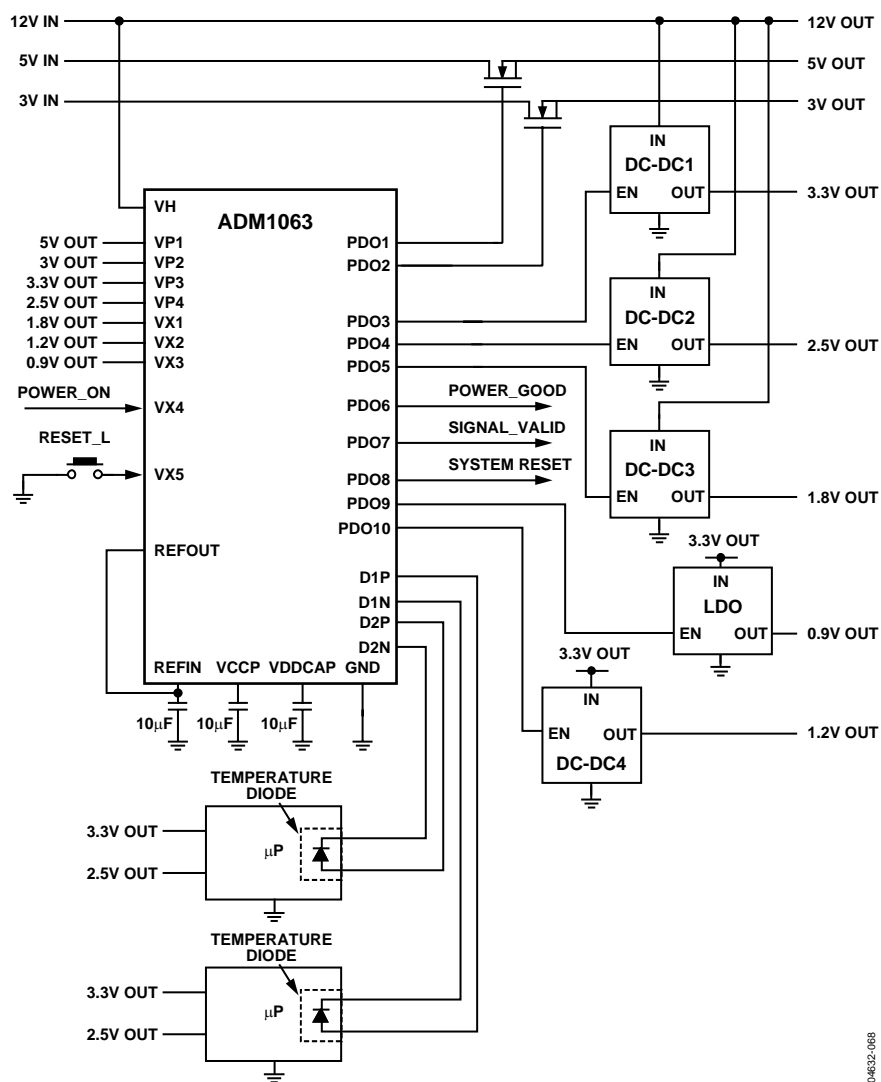 12V IN
12V OUT
5V IN
5V OUT
3V IN
3V OUT
IN
DC-DC1
EN
OUT
3.3V OUT
VH
ADM1063
5V OUT
VP1
PDO1
3V OUT
VP2
PDO2
3.3V OUT
VP3
2.5V OUT
VP4
1.8V OUT
VX1
PDO3
1.2V OUT
VX2
PDO4
0.9V OUT
VX3
PDO5
IN
DC-DC2
EN
OUT
2.5V OUT
POWER_ON
VX4
PDO6
POWER_GOOD
PDO7
SIGNAL_VALID
RESET_L
VX5
PDO8
SYSTEM RESET
PDO9
PDO10
IN
DC-DC3
EN
OUT
1.8V OUT
REFOUT
3.3V OUT
IN
LDO
EN
OUT
0.9V OUT
D1P
D1N
D2P
D2N
REFIN
VCCP
VDDCAP
GND
10μF
10μF
10μF
3.3V OUT
IN
EN
OUT
DC-DC4
1.2V OUT
TEMPERATURE
DIODE
3.3V OUT
μP
2.5V OUT
TEMPERATURE
DIODE
3.3V OUT
μP
2.5V OUT
04632-068